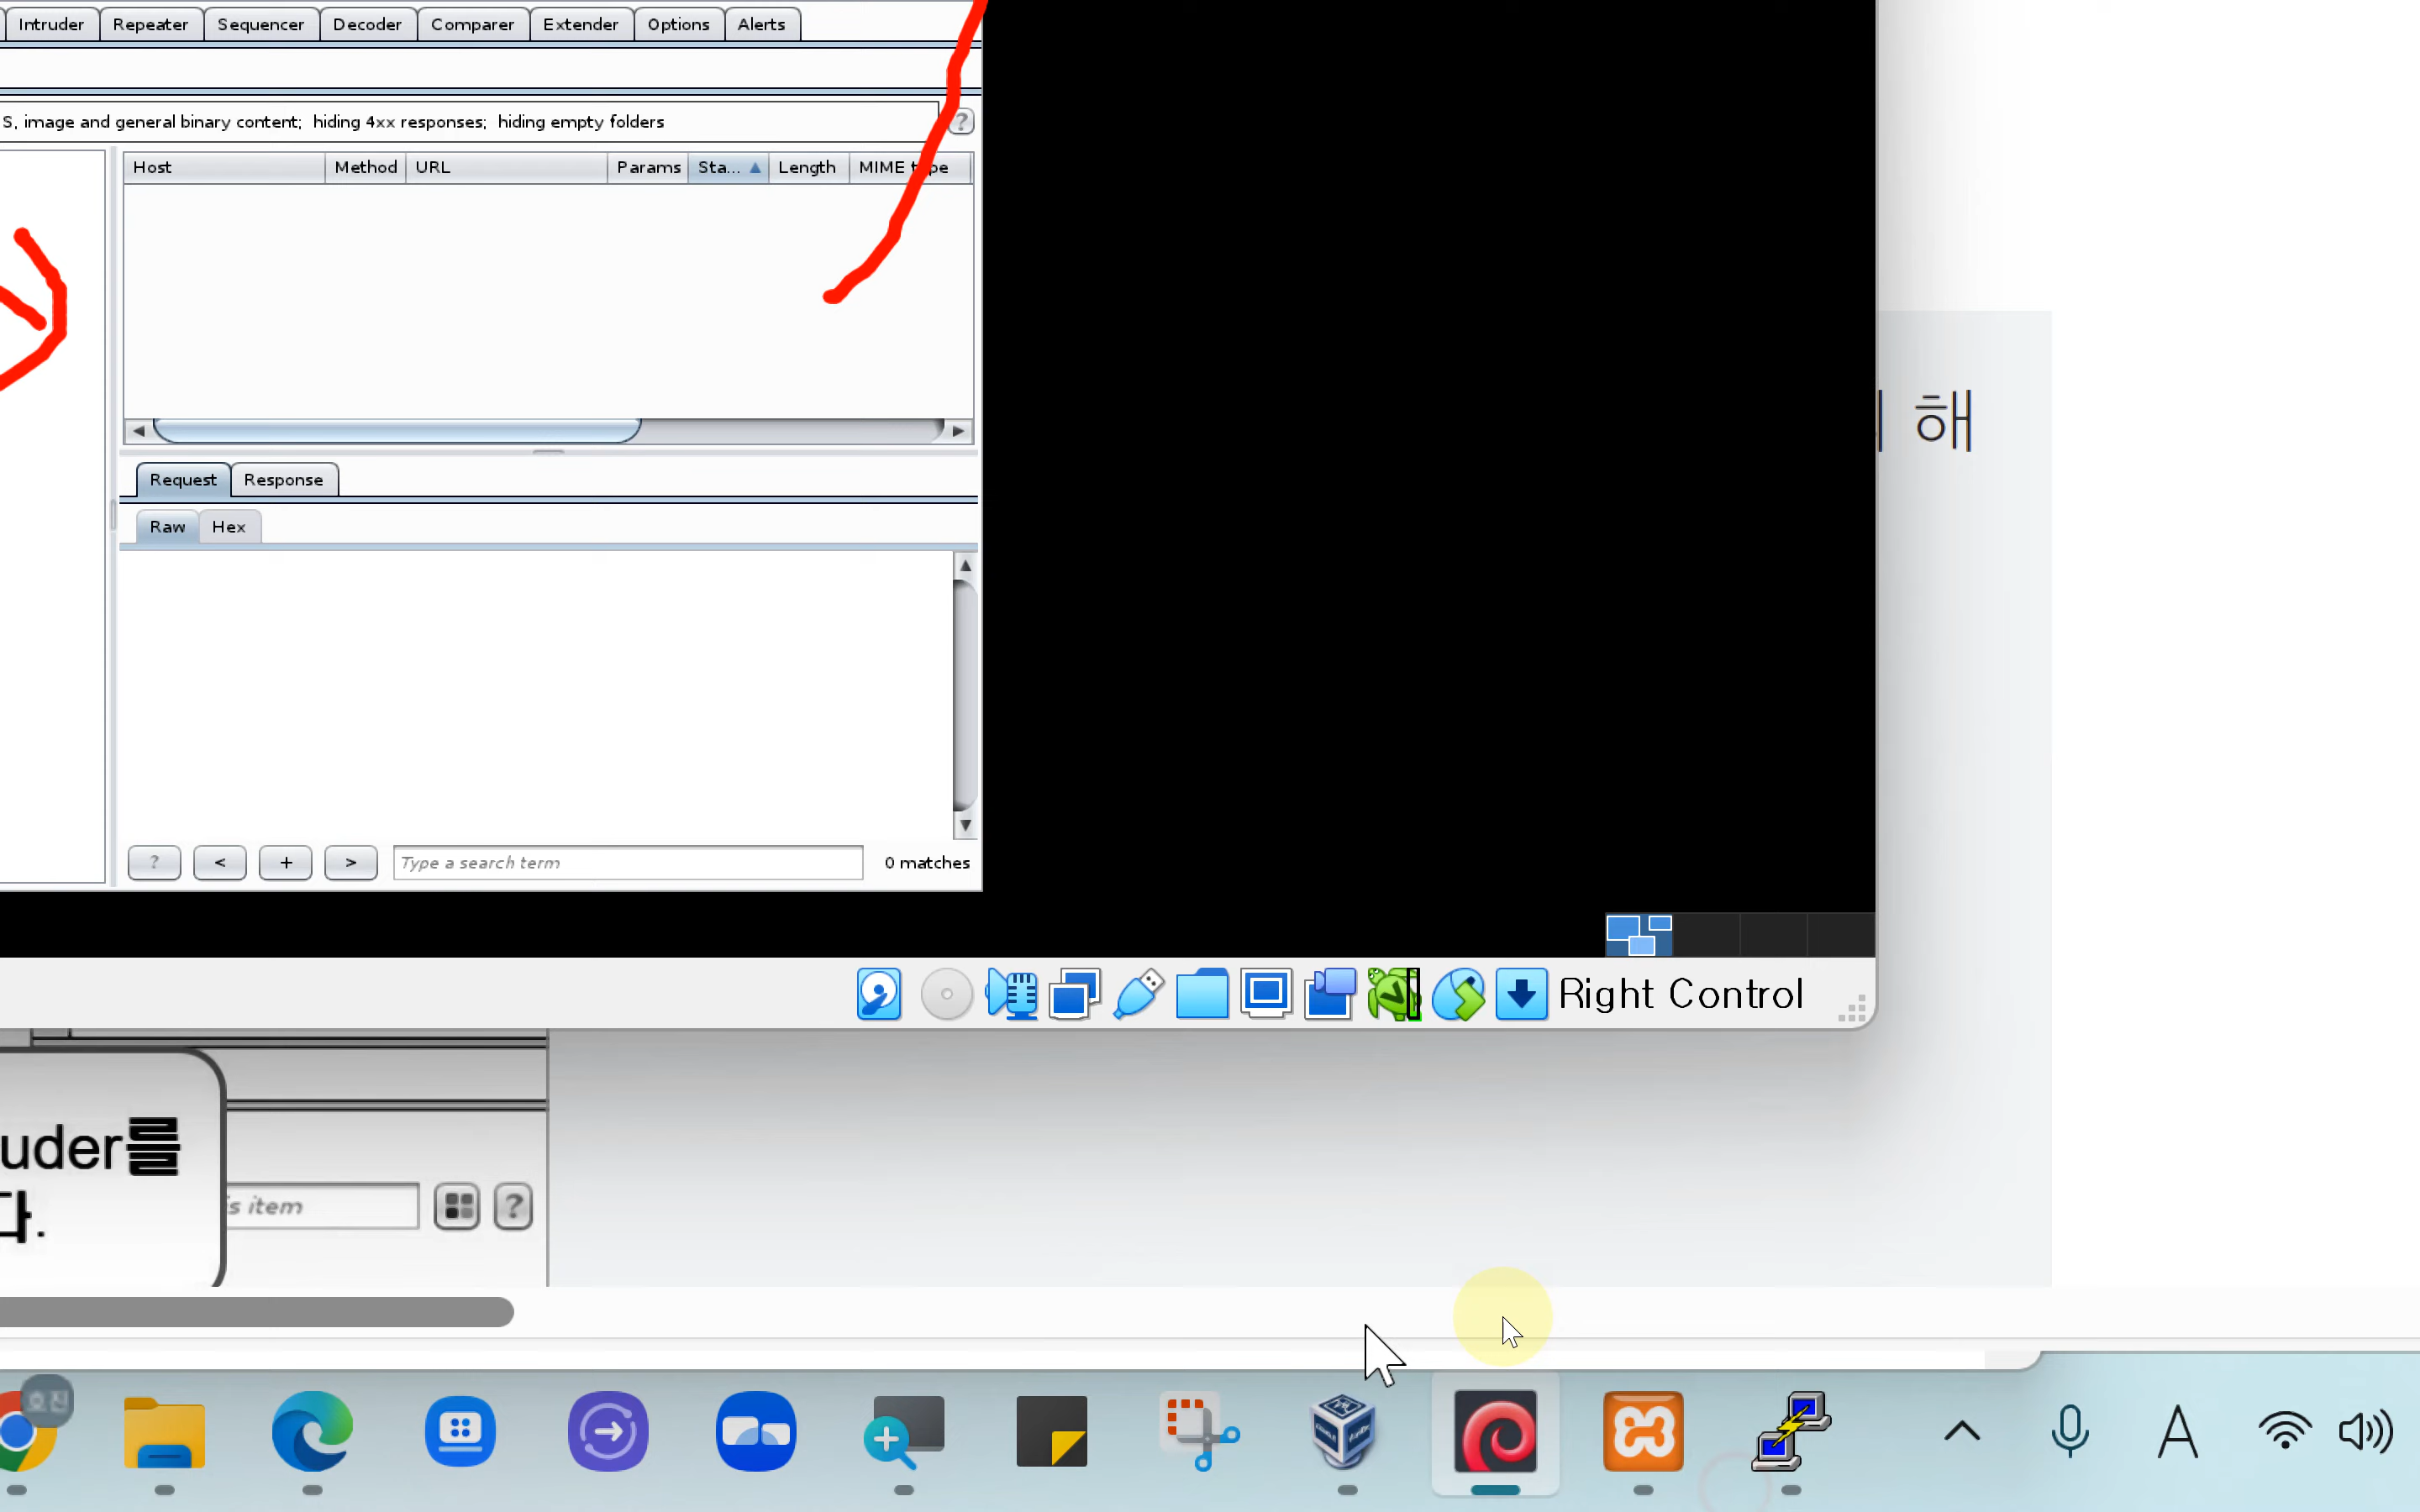 Intruder Repeater Sequencer Decoder Comparer Extender Options Alerts
S, image and general binary content; hiding 4xx responses; hiding empty folders ?
Host Method URL Params Sta... Length MIME type
해
Request Response
Raw Hex
? < + > Type a search term 0 matches
Right Control
uder를
다.
s item ?
호진
A